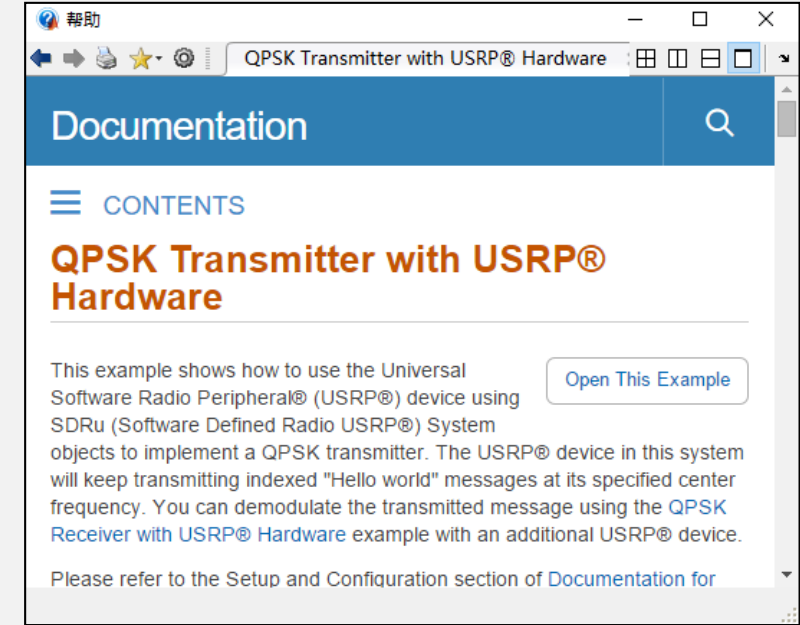 帮助
QPSK Transmitter with USRP® Hardware
Documentation
CONTENTS
QPSK Transmitter with USRP®
Hardware
This example shows how to use the Universal
Software Radio Peripheral® (USRP®) device using
SDRu (Software Defined Radio USRP®) System
objects to implement a QPSK transmitter. The USRP® device in this system
will keep transmitting indexed "Hello world" messages at its specified center
frequency. You can demodulate the transmitted message using the QPSK
Receiver with USRP® Hardware example with an additional USRP® device.
Open This Example
Please refer to the Setup and Configuration section of Documentation for